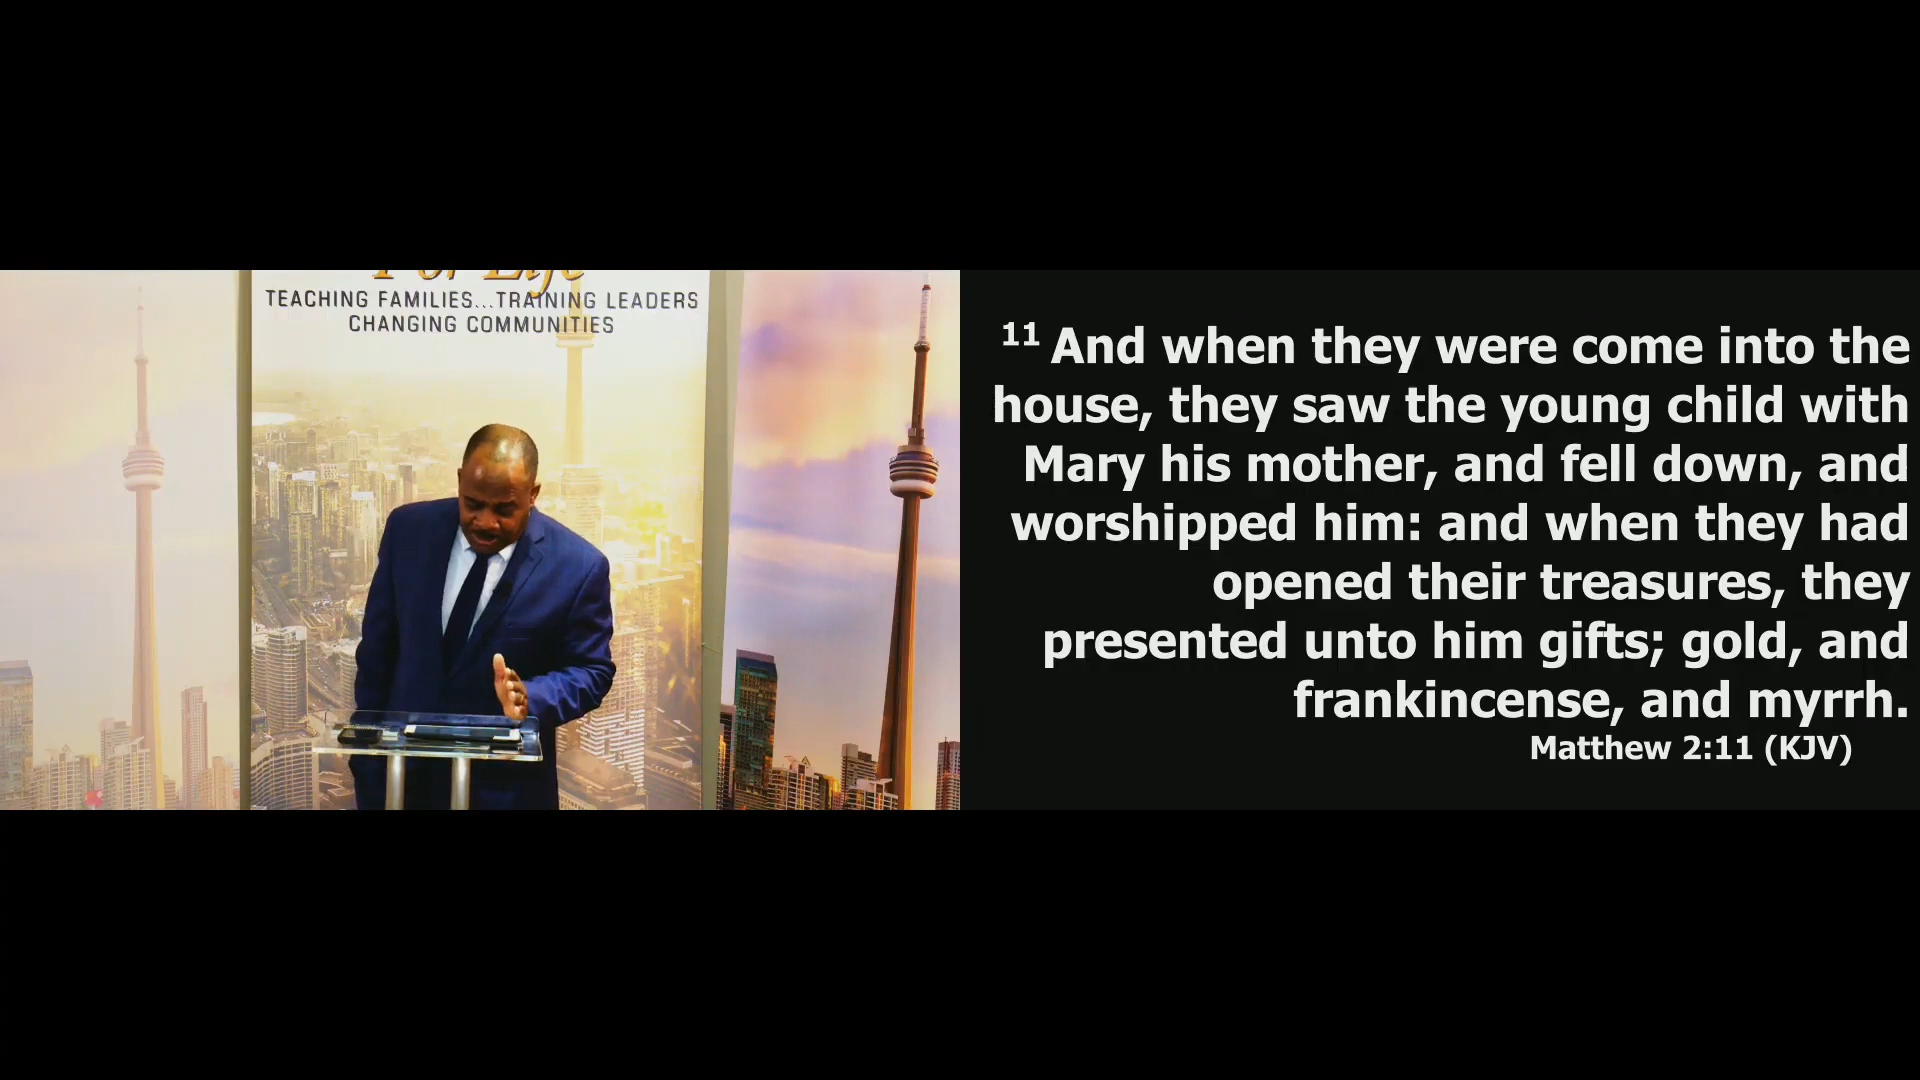 For Life
TEACHING FAMILIES...TRAINING LEADERS
CHANGING COMMUNITIES
11 And when they were come into the
house, they saw the young child with
Mary his mother, and fell down, and
worshipped him: and when they had
opened their treasures, they
presented unto him gifts; gold, and
frankincense, and myrrh.
Matthew 2:11 (KJV)